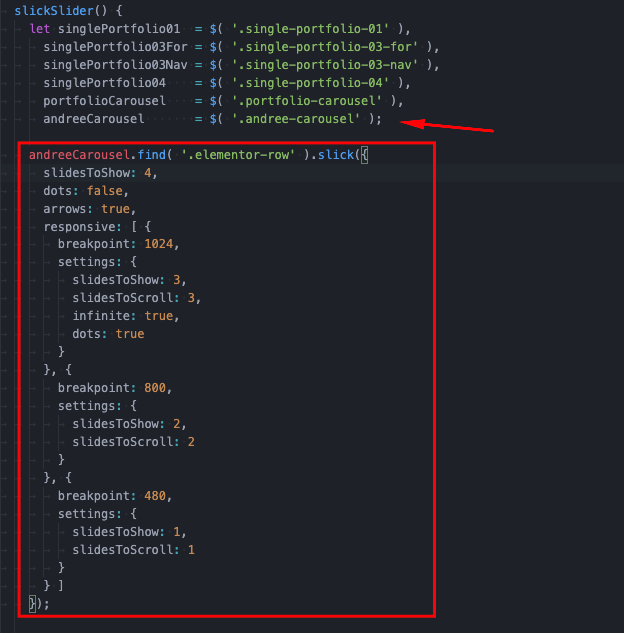 slickSlider() {
let singlePortfolio01 = $( '.single-portfolio-01' ),
singlePortfolio03For = $( '.single-portfolio-03-for' ),
singlePortfolio03Nav = $( '.single-portfolio-03-nav' ),
singlePortfolio04 = $( '.single-portfolio-04' ),
portfolioCarousel = $( '.portfolio-carousel' ),
andreeCarousel = $( '.andree-carousel' );
andreeCarousel.find( '.elementor-row' ).slick({
slidesToShow: 4,
dots: false,
arrows: true,
responsive: [ {
breakpoint: 1024,
settings: {
slidesToShow: 3,
slidesToScroll: 3,
infinite: true,
dots: true
}
}, {
breakpoint: 800,
settings: {
slidesToShow: 2,
slidesToScroll: 2
}
}, {
breakpoint: 480,
settings: {
slidesToShow: 1,
slidesToScroll: 1
}
} ]
});